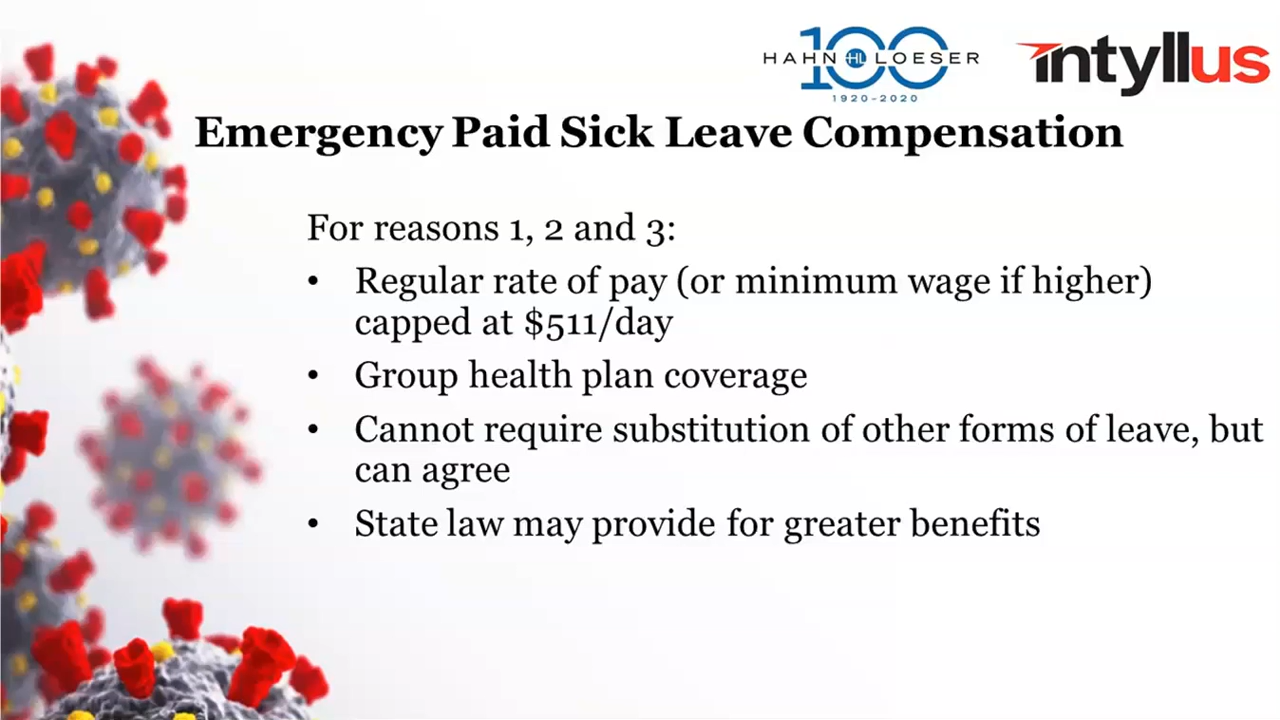 HAHN HL LOESER
100
1920-2020
intyllus
Emergency Paid Sick Leave Compensation
For reasons 1, 2 and 3:
• Regular rate of pay (or minimum wage if higher)
capped at $511/day
• Group health plan coverage
• Cannot require substitution of other forms of leave, but
can agree
• State law may provide for greater benefits